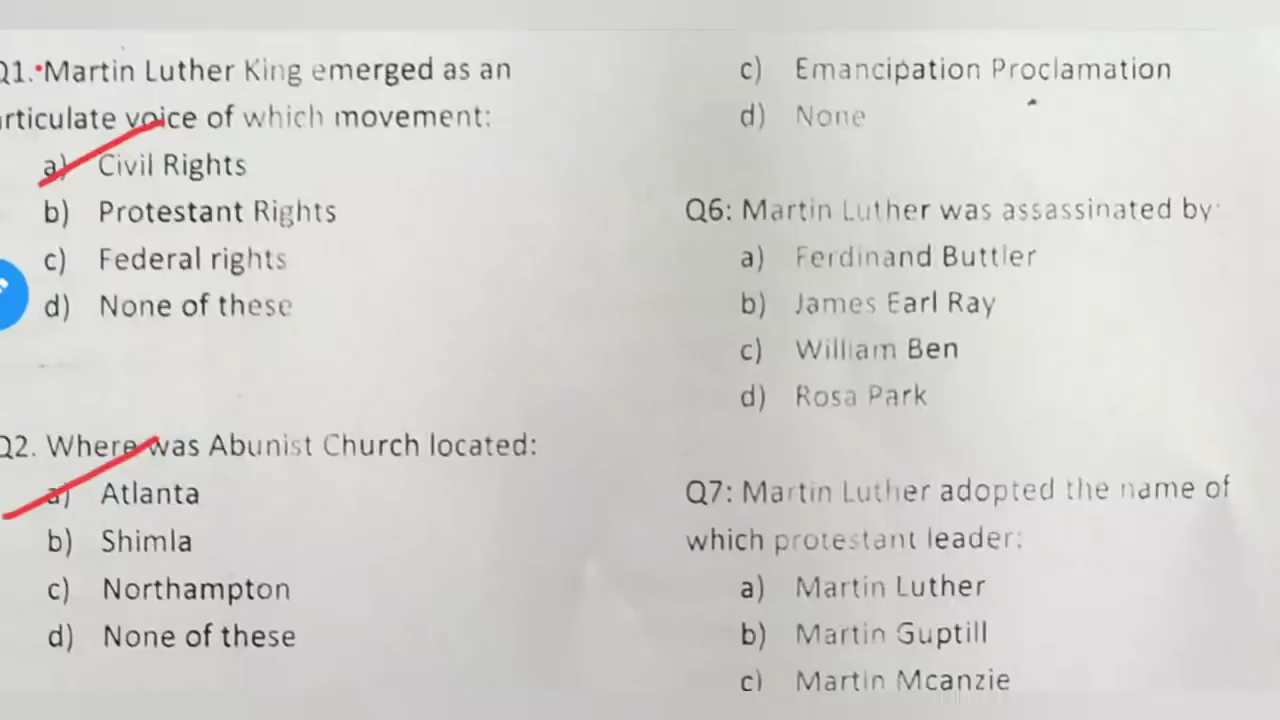 Q1. Martin Luther King emerged as an
articulate voice of which movement:
a) Civil Rights
b) Protestant Rights
c) Federal rights
d) None of these
Q2. Where was Abunist Church located:
a) Atlanta
b) Shimla
c) Northampton
d) None of these
c) Emancipation Proclamation
d) None
Q6: Martin Luther was assassinated by:
a) Ferdinand Buttler
b) James Earl Ray
c) William Ben
d) Rosa Park
Q7: Martin Luther adopted the name of
which protestant leader:
a) Martin Luther
b) Martin Guptill
c) Martin Mcanzie